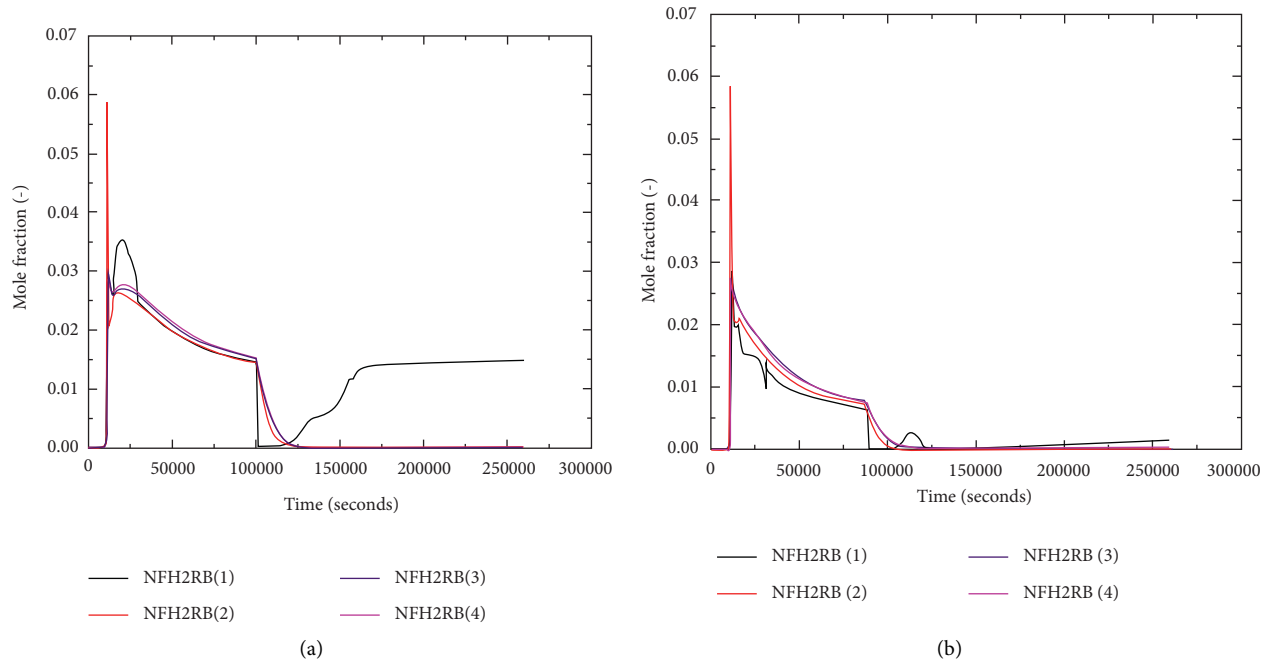 0.07
0.06
0.05
0.04
0.03
0.02
0.01
0.00
Mole fraction (-)
0 50000 100000 150000 200000 250000 300000
Time (seconds)
NFH2RB(1) NFH2RB(3)
NFH2RB(2) NFH2RB(4)
(a)
0.07
0.06
0.05
0.04
0.03
0.02
0.01
0.00
Mole fraction (-)
0 50000 100000 150000 200000 250000 300000
Time (seconds)
NFH2RB (1) NFH2RB (3)
NFH2RB (2) NFH2RB (4)
(b)